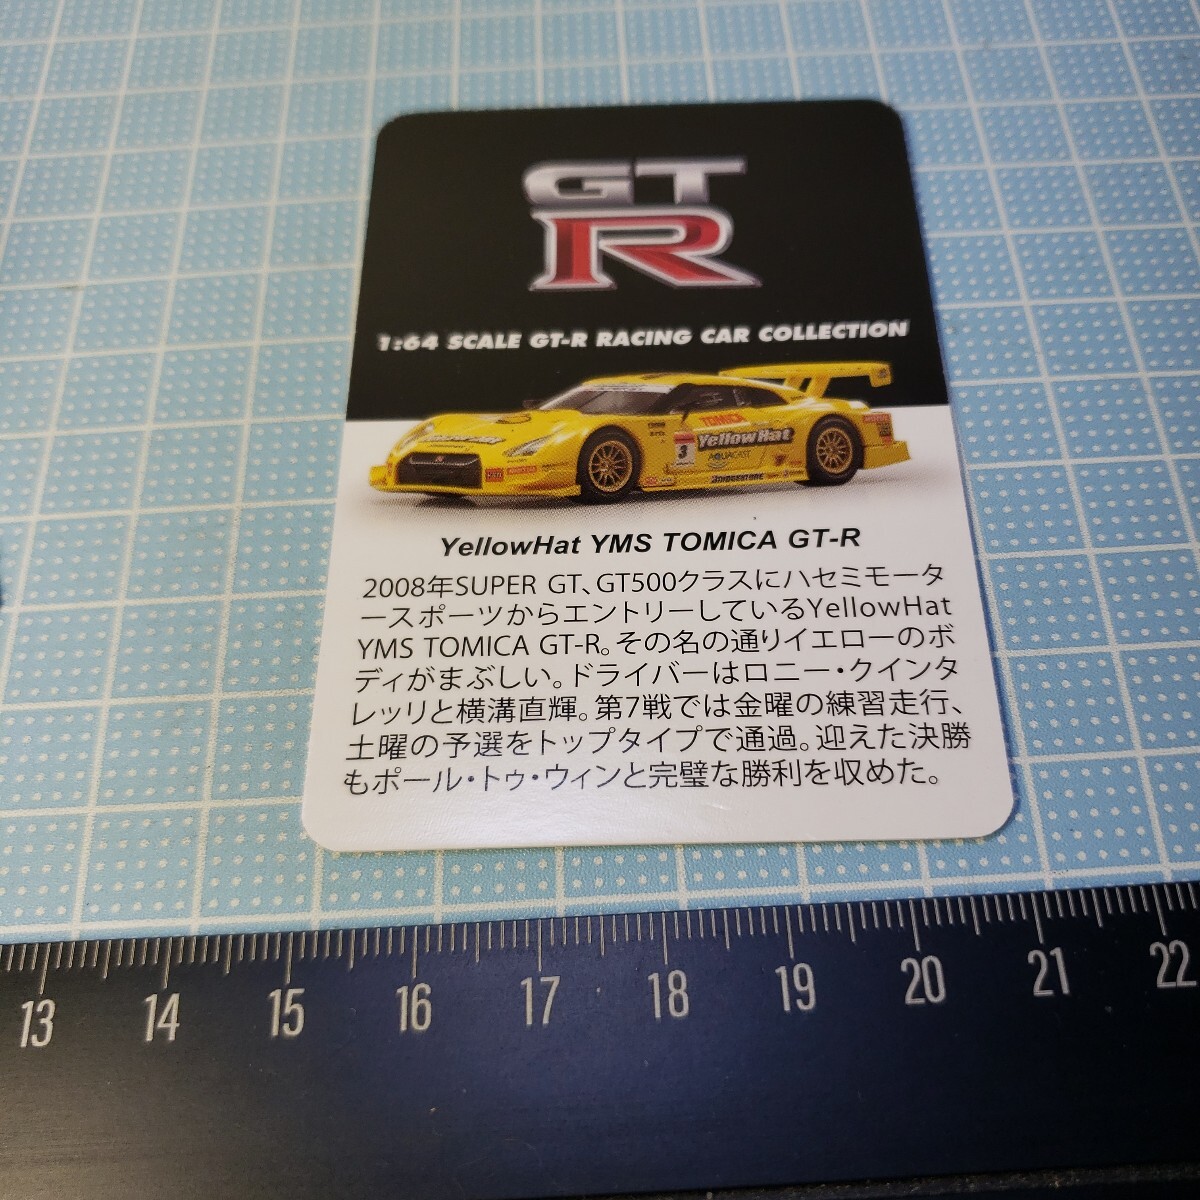 GT
R
1:64 SCALE GT-R RACING CAR COLLECTION
TOMICA
YellowHat
3
AQUACAST
BRIDGESTONE
YellowHat YMS TOMICA GT-R
2008年SUPER GT、GT500クラスにハセミモータ
ースポーツからエントリーしているYellowHat
YMS TOMICA GT-R。その名の通りイエローのボ
ディがまぶしい。ドライバーはロニー・クインタ
レッリと横溝直輝。第7戦では金曜の練習走行、
土曜の予選をトップタイプで通過。迎えた決勝
もポール・トゥ・ウィンと完璧な勝利を収めた。
13 14 15 16 17 18 19 20 21 22